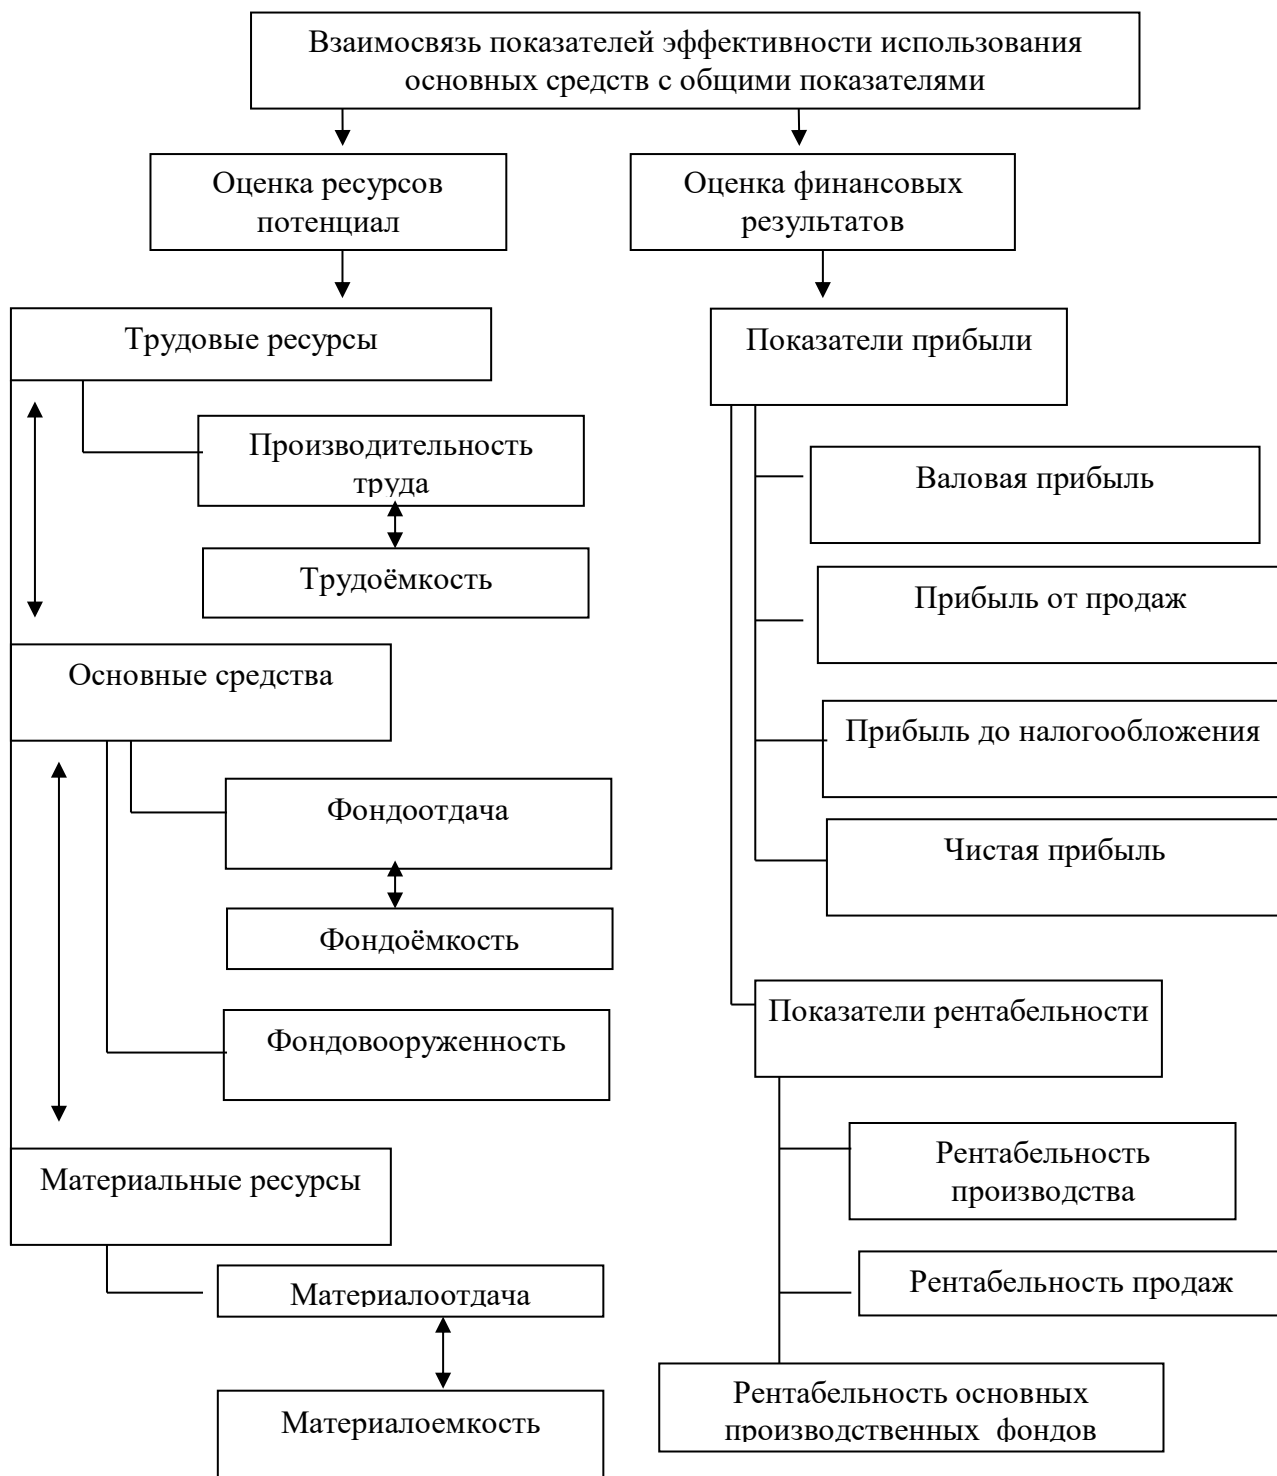 Взаимосвязь показателей эффективности использования
основных средств с общими показателями
Оценка ресурсов
потенциал
Оценка финансовых
результатов
Трудовые ресурсы
Производительность
труда
Трудоёмкость
Основные средства
Фондоотдача
Фондоёмкость
Фондовооруженность
Материальные ресурсы
Материалоотдача
Материалоемкость
Показатели прибыли
Валовая прибыль
Прибыль от продаж
Прибыль до налогообложения
Чистая прибыль
Показатели рентабельности
Рентабельность
производства
Рентабельность продаж
Рентабельность основных
производственных фондов